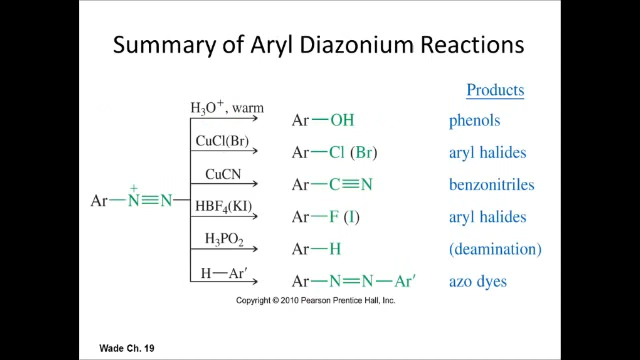 Summary of Aryl Diazonium Reactions
Products
H₃O⁺, warm
Ar—OH phenols
CuCl(Br)
Ar—Cl (Br) aryl halides
CuCN
Ar—C≡N benzonitriles
Ar—N⁺≡N
HBF₄(KI)
Ar—F (I) aryl halides
H₃PO₂
Ar—H (deamination)
H—Ar′
Ar—N=N—Ar′ azo dyes
Copyright © 2010 Pearson Prentice Hall, Inc.
Wade Ch. 19